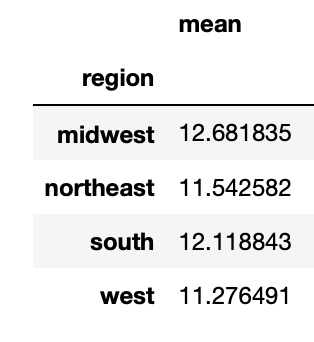 mean
region
midwest 12.681835
northeast 11.542582
south 12.118843
west 11.276491